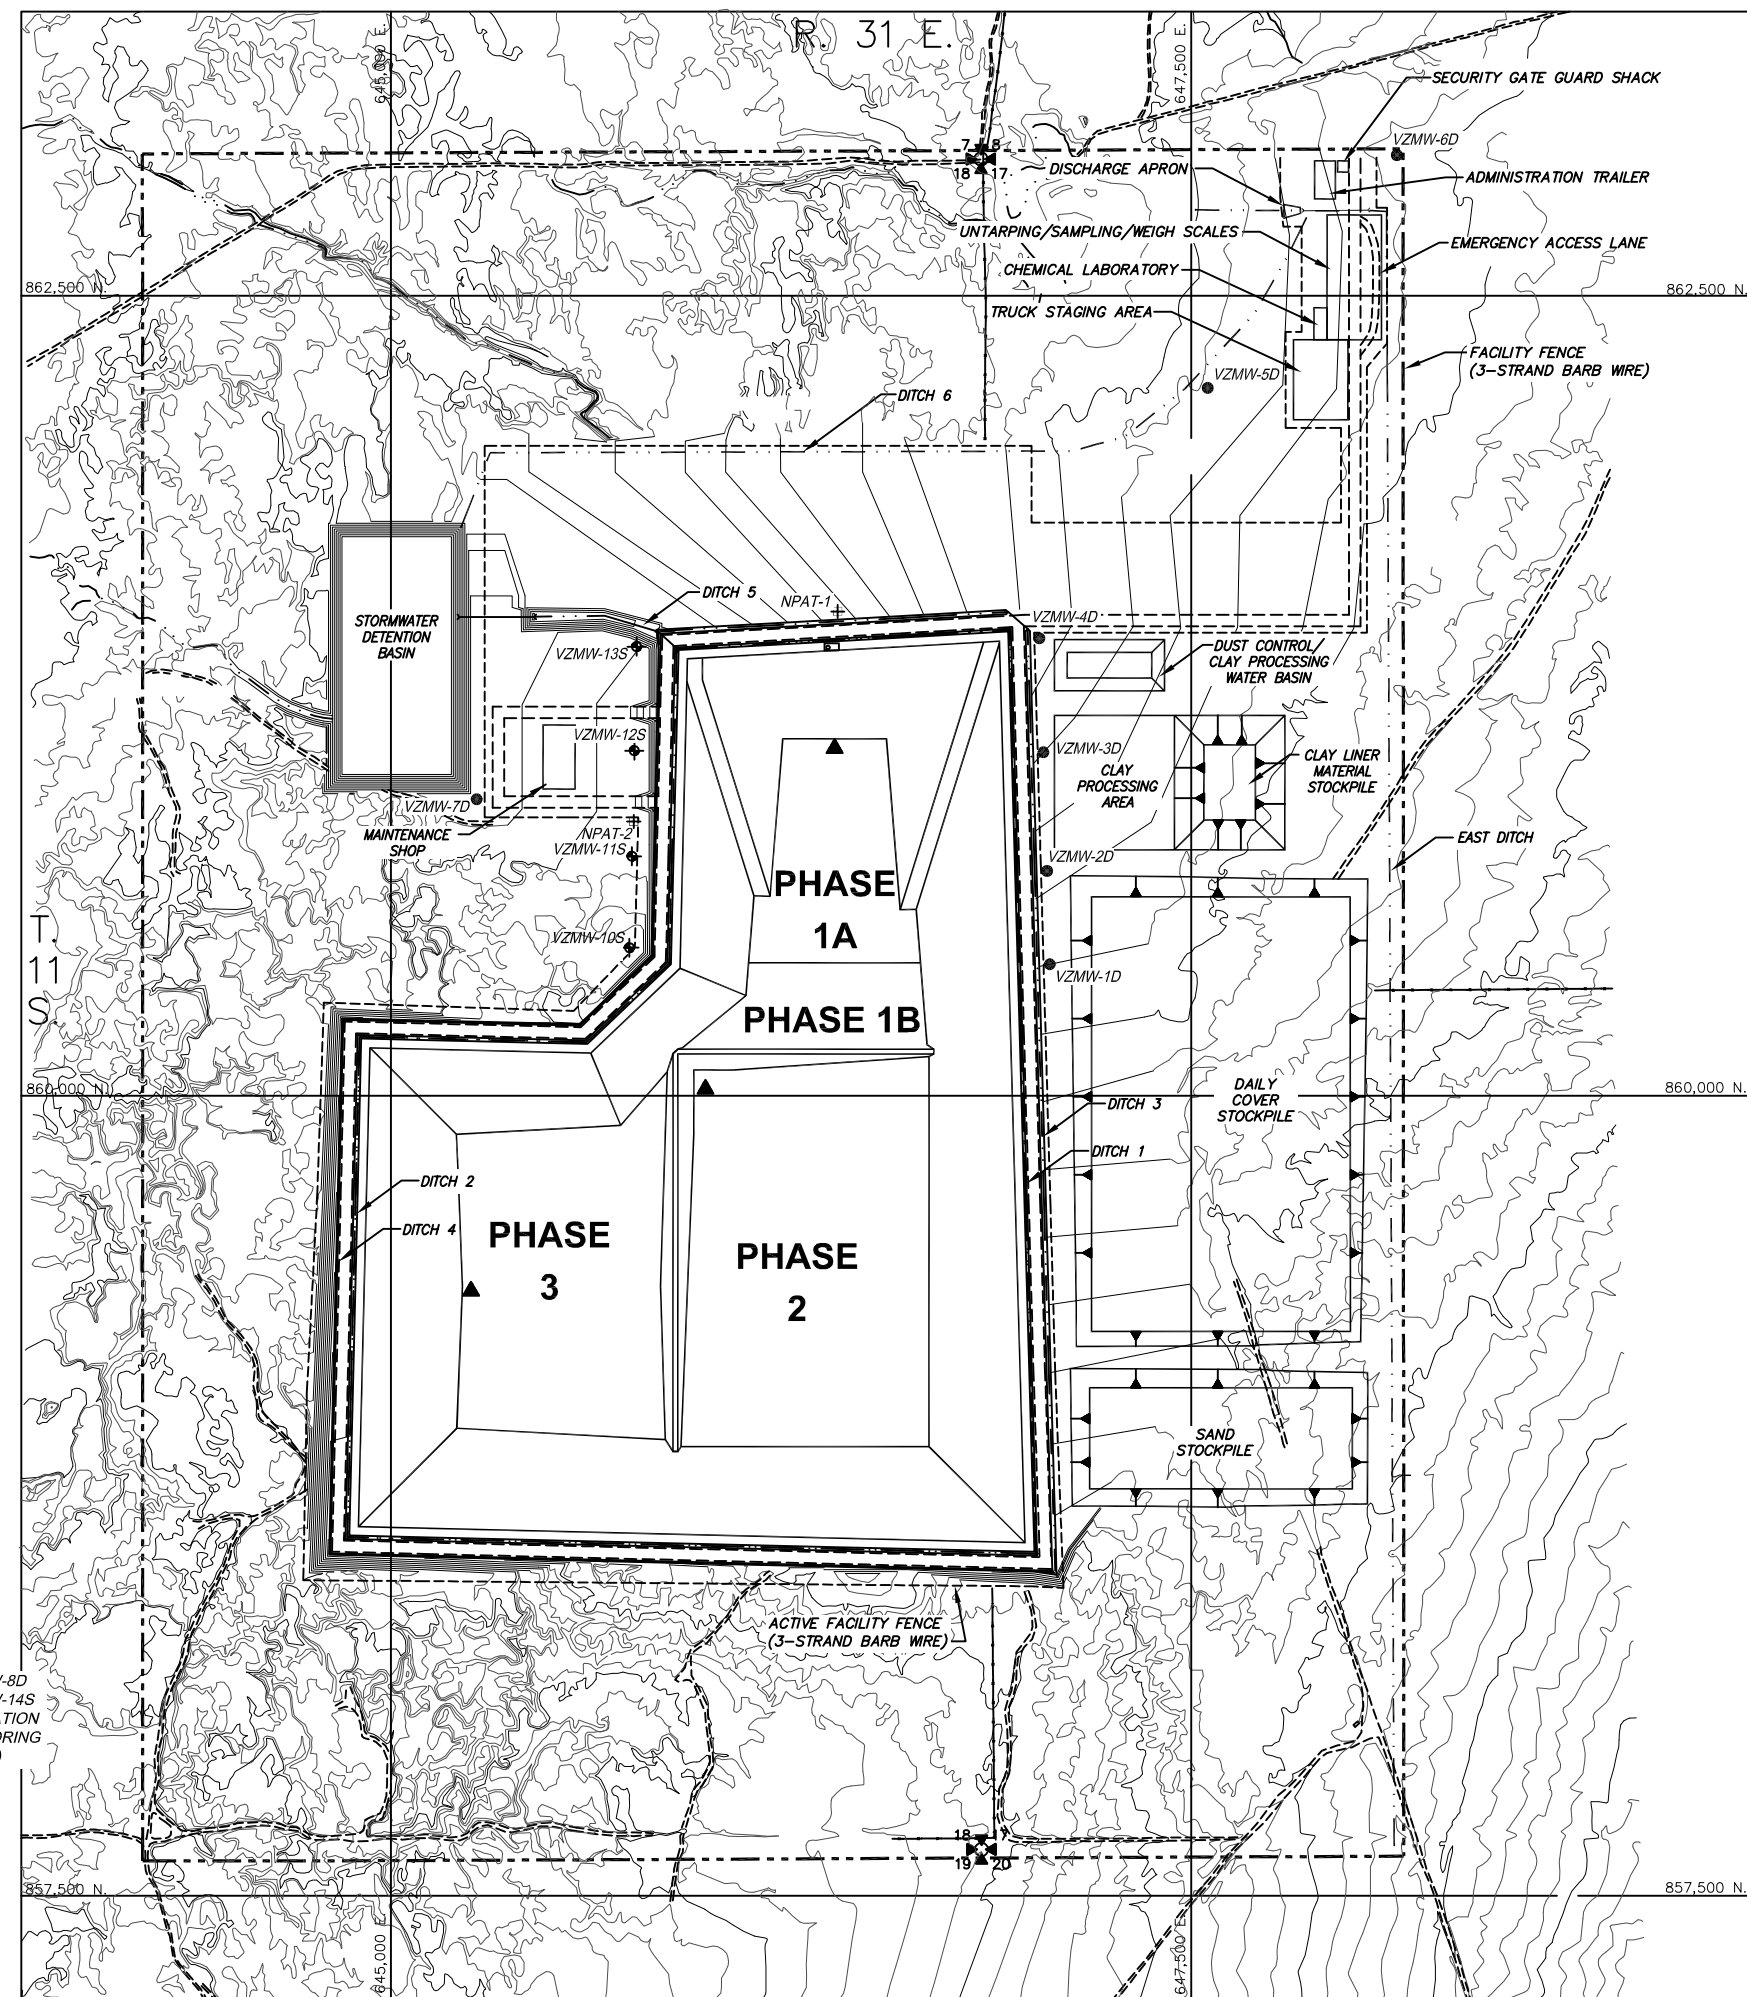 R. 31 E.
645,000 E.
647,500 E.
SECURITY GATE GUARD SHACK
VZMW-6D
7 8
18 17
DISCHARGE APRON
ADMINISTRATION TRAILER
UNTARPING/SAMPLING/WEIGH SCALES
EMERGENCY ACCESS LANE
CHEMICAL LABORATORY
862,500 N.
862,500 N.
TRUCK STAGING AREA
FACILITY FENCE
(3-STRAND BARB WIRE)
VZMW-5D
DITCH 6
DITCH 5
NPAT-1
VZMW-4D
STORMWATER
DETENTION
BASIN
VZMW-13S
DUST CONTROL/
CLAY PROCESSING
WATER BASIN
VZMW-12S
VZMW-3D
CLAY
PROCESSING
AREA
CLAY LINER
MATERIAL
STOCKPILE
VZMW-7D
MAINTENANCE
SHOP
NPAT-2
VZMW-11S
EAST DITCH
VZMW-2D
PHASE
1A
T.
11
S.
VZMW-10S
VZMW-1D
PHASE 1B
860,000 N.
860,000 N.
DAILY
COVER
STOCKPILE
DITCH 3
DITCH 1
DITCH 2
DITCH 4
PHASE
3
PHASE
2
SAND
STOCKPILE
ACTIVE FACILITY FENCE
(3-STRAND BARB WIRE)
-8D
-14S
ATION
ORING
)
18
19 20
857,500 N.
857,500 N.
645,000 E.
647,500 E.